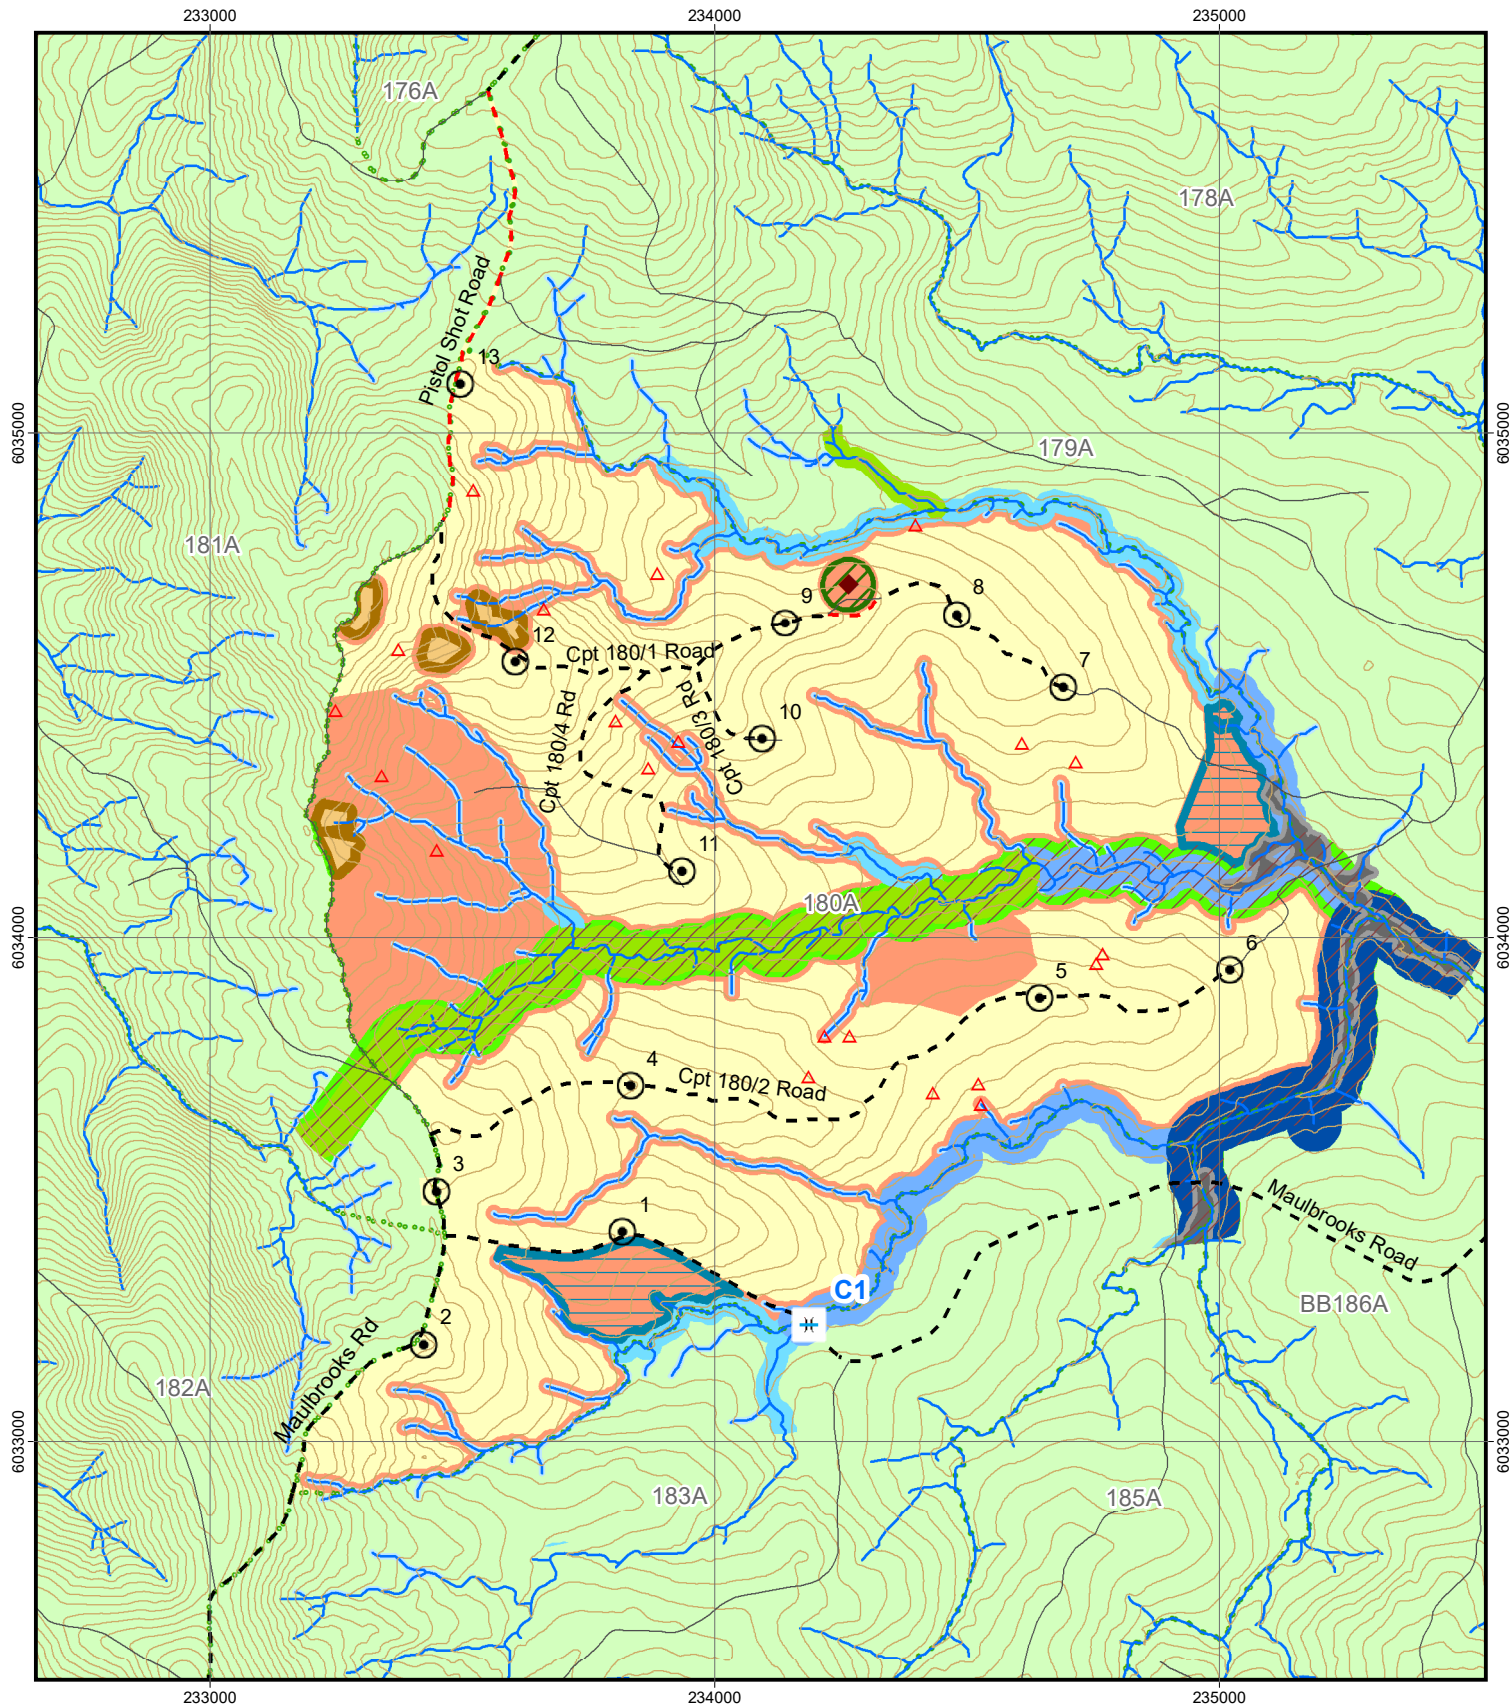 233000 234000 235000
176A
178A
Pistol Shot Road
13
6035000 6035000
179A
181A
9 8
12
Cpt 180/1 Road
7
Cpt 180/4 Rd
Cpt 180/3 Rd
10
11
180A
6034000 6034000
6
5
4
Cpt 180/2 Road
3
1
Maulbrooks Road
C1
BB186A
2
Maulbrooks Rd
182A
6033000 6033000
183A
185A
233000 234000 235000